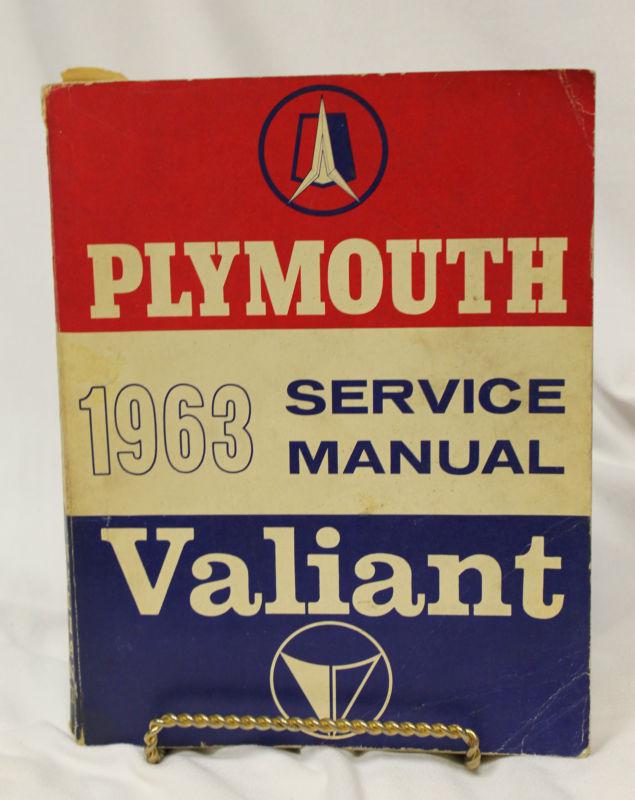 PLYMOUTH
1963 SERVICE
MANUAL
Valiant